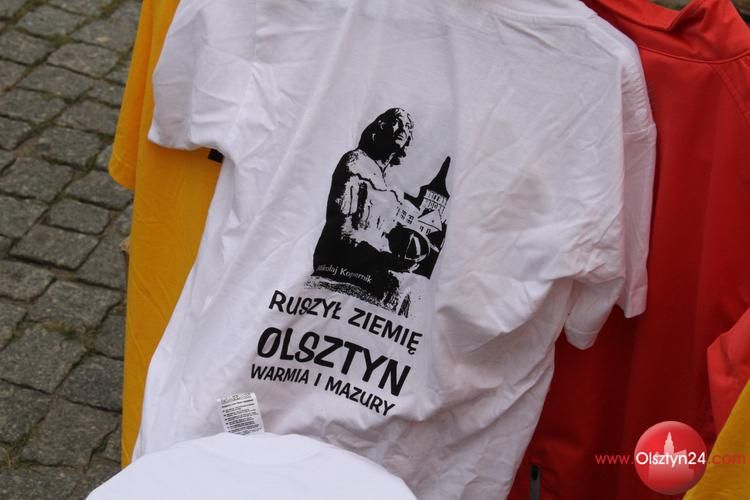 Mikołaj Kopernik
RUSZYŁ ZIEMIĘ
OLSZTYN
WARMIA I MAZURY
www.Olsztyn24.com